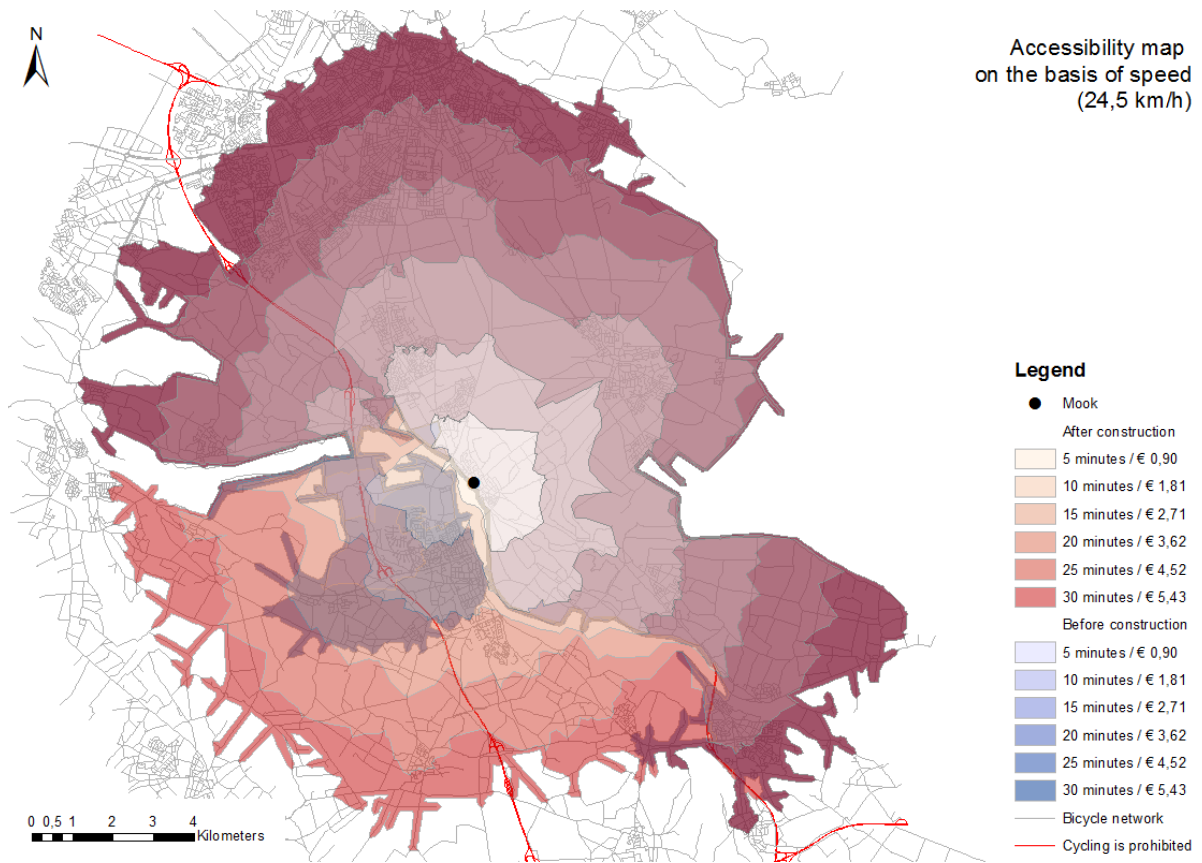 N
Accessibility map
on the basis of speed
(24,5 km/h)
Legend
Mook
After construction
5 minutes / € 0,90
10 minutes / € 1,81
15 minutes / € 2,71
20 minutes / € 3,62
25 minutes / € 4,52
30 minutes / € 5,43
Before construction
5 minutes / € 0,90
10 minutes / € 1,81
15 minutes / € 2,71
20 minutes / € 3,62
25 minutes / € 4,52
30 minutes / € 5,43
Bicycle network
Cycling is prohibited
0 0,5 1 2 3 4
Kilometers